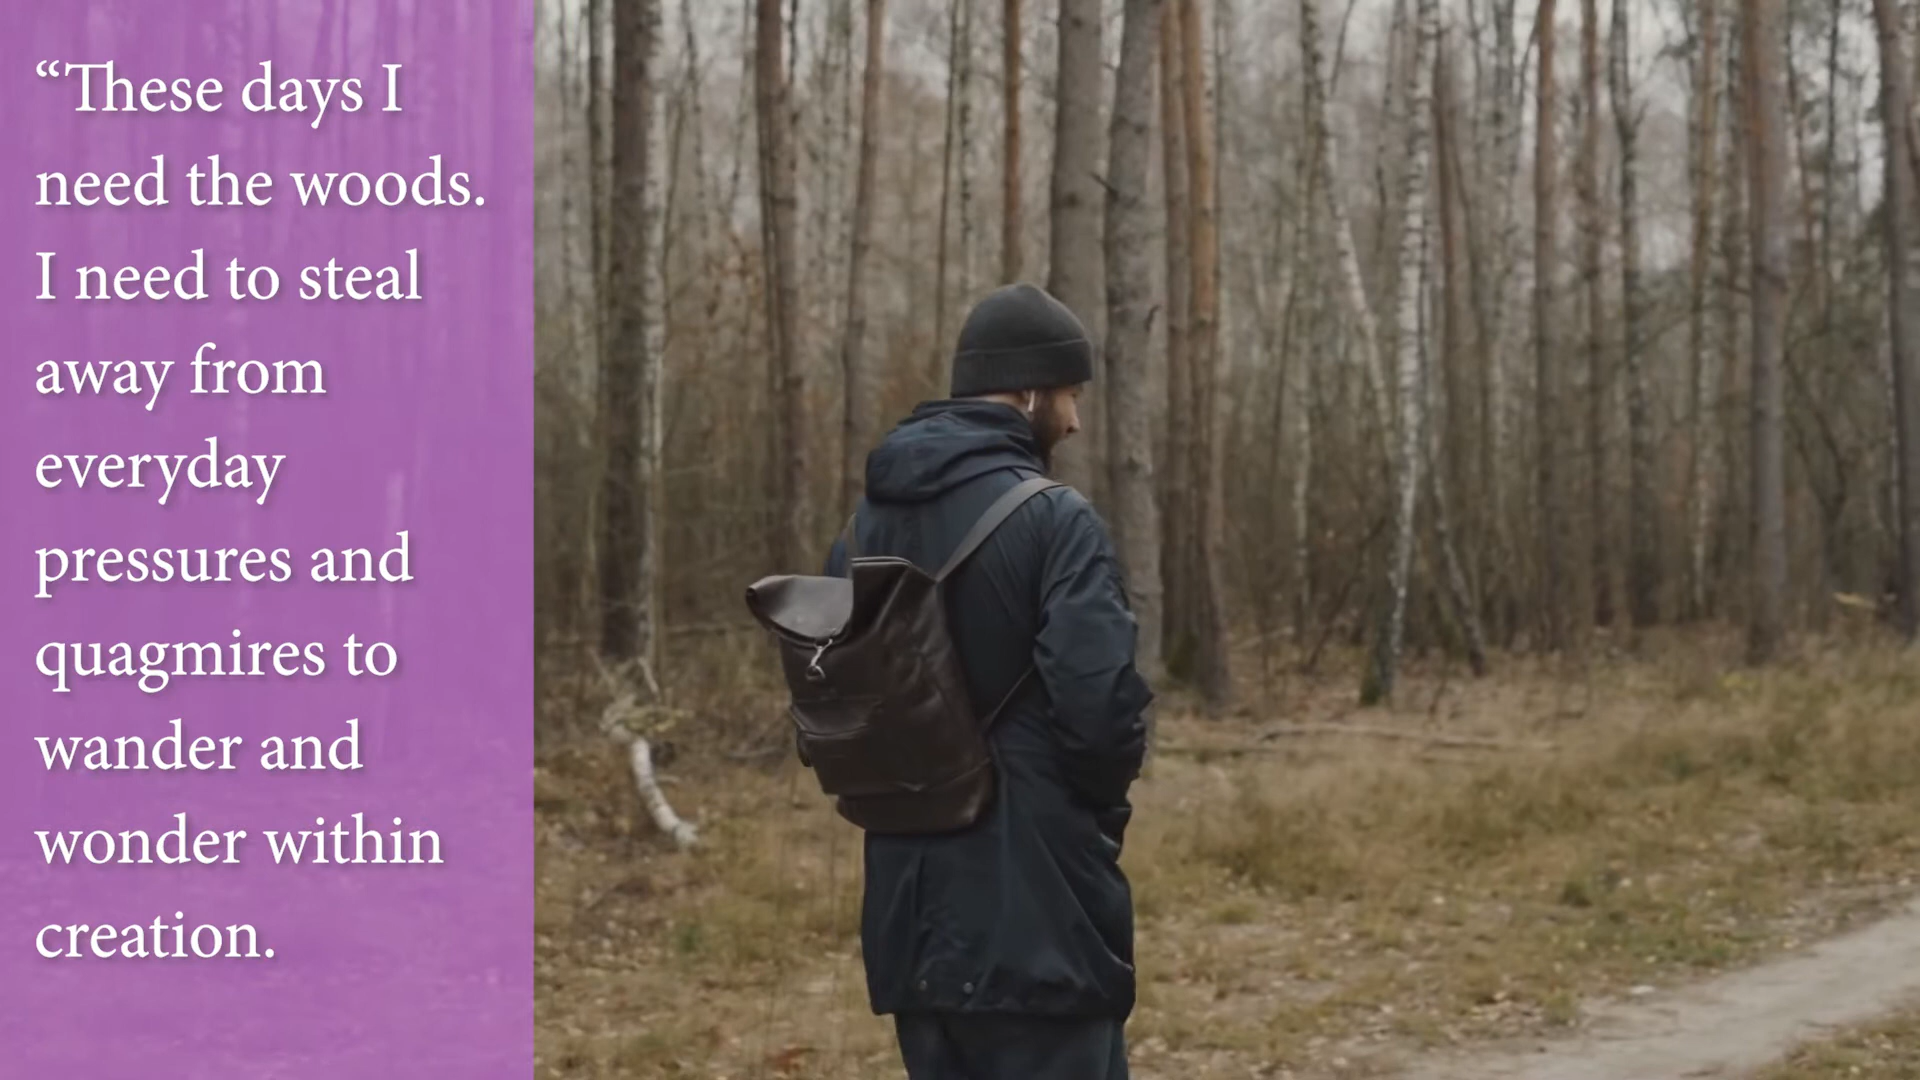 “These days I
need the woods.
I need to steal
away from
everyday
pressures and
quagmires to
wander and
wonder within
creation.